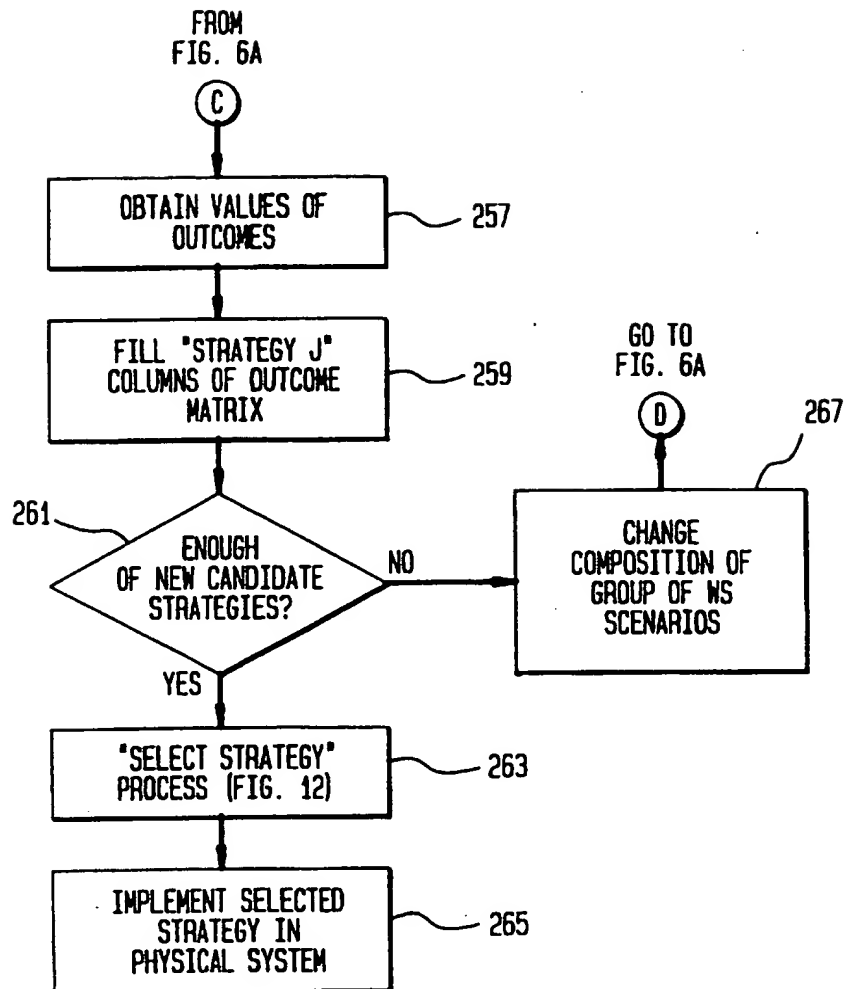 FROM
FIG. 6A
C
OBTAIN VALUES OF
OUTCOMES
257
FILL "STRATEGY J"
COLUMNS OF OUTCOME
MATRIX
259
GO TO
FIG. 6A
D
267
261
ENOUGH
OF NEW CANDIDATE
STRATEGIES?
NO
CHANGE
COMPOSITION OF
GROUP OF WS
SCENARIOS
YES
"SELECT STRATEGY"
PROCESS (FIG. 12)
263
IMPLEMENT SELECTED
STRATEGY IN
PHYSICAL SYSTEM
265